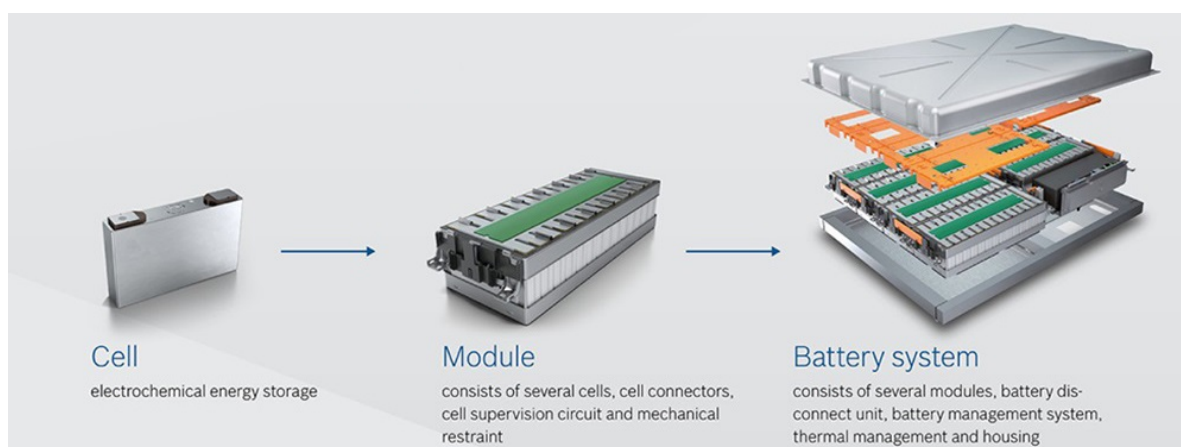 Cell
electrochemical energy storage
Module
consists of several cells, cell connectors,
cell supervision circuit and mechanical
restraint
Battery system
consists of several modules, battery dis-
connect unit, battery management system,
thermal management and housing